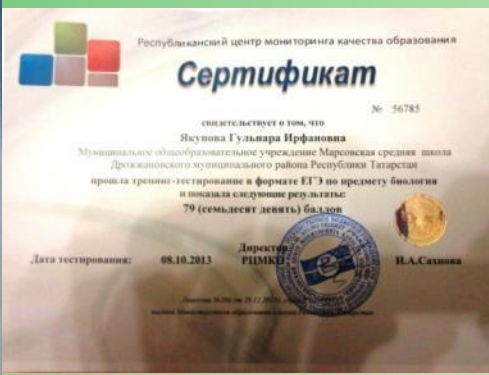 Республиканский центр мониторинга качества образования
Сертификат
№ 56785
свидетельствует о том, что
Якупова Гульнара Ирфановна
Муниципальное общеобразовательное учреждение Марсовская средняя школа
Дрожжановского муниципального района Республики Татарстан
прошла тренинг-тестирование в формате ЕГЭ по предмету биология
и показала следующие результаты:
79 (семьдесят девять) баллов
Дата тестирования: 08.10.2013 Директор РЦМКО И.А.Сахнова
Лицензия